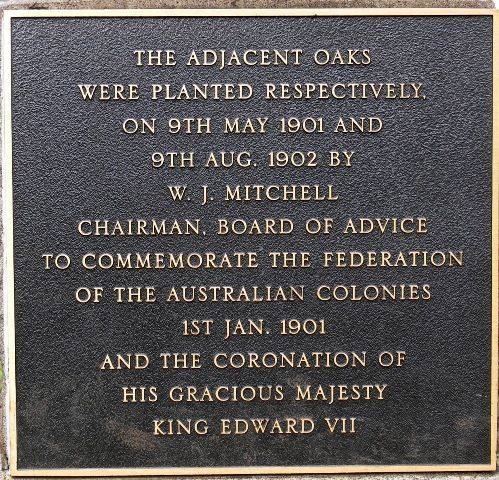 THE ADJACENT OAKS
WERE PLANTED RESPECTIVELY,
ON 9TH MAY 1901 AND
9TH AUG. 1902 BY
W. J. MITCHELL
CHAIRMAN, BOARD OF ADVICE
TO COMMEMORATE THE FEDERATION
OF THE AUSTRALIAN COLONIES
1ST JAN. 1901
AND THE CORONATION OF
HIS GRACIOUS MAJESTY
KING EDWARD VII